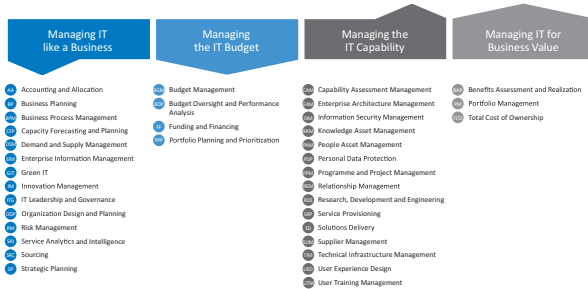 Managing IT
like a Business
AA Accounting and Allocation
BP Business Planning
BPM Business Process Management
CFP Capacity Forecasting and Planning
DSM Demand and Supply Management
EIM Enterprise Information Management
GIT Green IT
IM Innovation Management
ITG IT Leadership and Governance
ODP Organization Design and Planning
RM Risk Management
SAI Service Analytics and Intelligence
SRC Sourcing
SP Strategic Planning
Managing
the IT Budget
BGM Budget Management
BOP Budget Oversight and Performance
Analysis
FF Funding and Financing
PPP Portfolio Planning and Prioritization
Managing the
IT Capability
CAM Capability Assessment Management
EAM Enterprise Architecture Management
ISM Information Security Management
KAM Knowledge Asset Management
PAM People Asset Management
PDP Personal Data Protection
PPM Programme and Project Management
REM Relationship Management
RDE Research, Development and Engineering
SRP Service Provisioning
SD Solutions Delivery
SUM Supplier Management
TIM Technical Infrastructure Management
UXD User Experience Design
UTM User Training Management
Managing IT for
Business Value
BAR Benefits Assessment and Realization
PM Portfolio Management
TCO Total Cost of Ownership